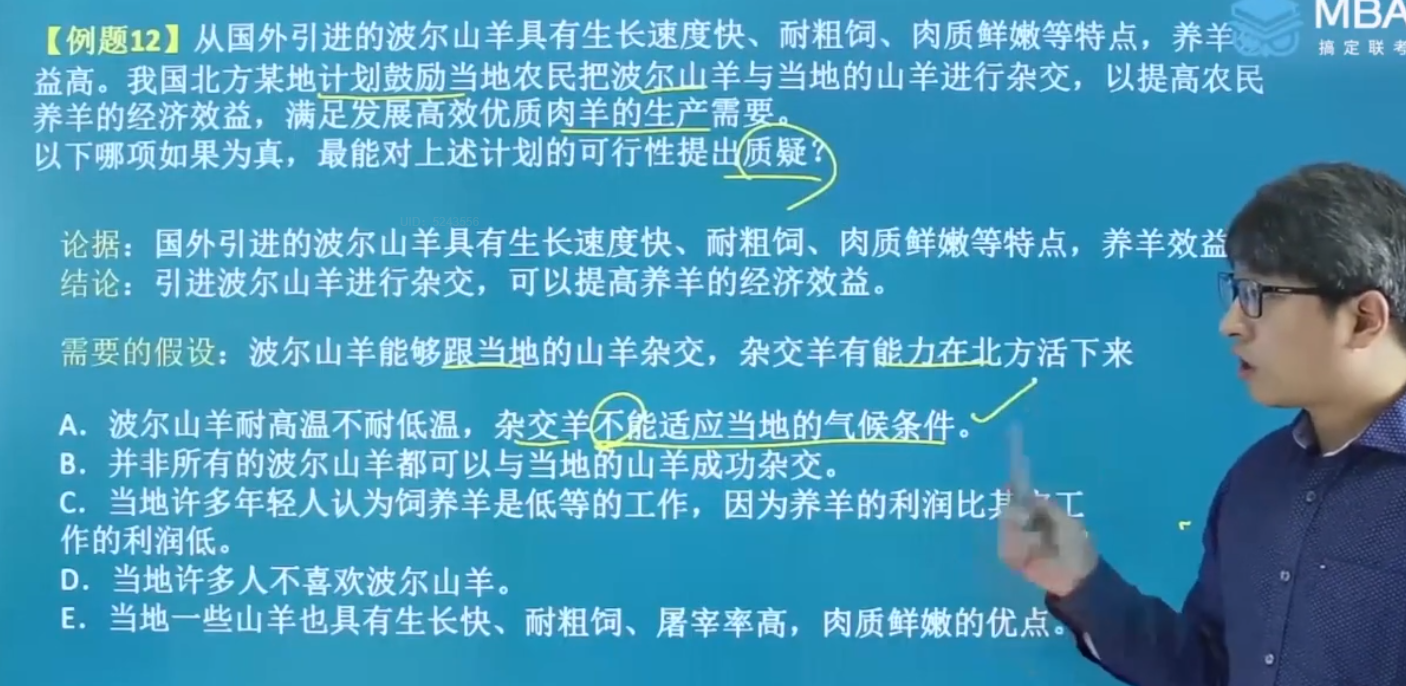 【例题12】从国外引进的波尔山羊具有生长速度快、耐粗饲、肉质鲜嫩等特点，养羊
益高。我国北方某地计划鼓励当地农民把波尔山羊与当地的山羊进行杂交，以提高农民
养羊的经济效益，满足发展高效优质肉羊的生产需要。
以下哪项如果为真，最能对上述计划的可行性提出质疑？
MBA
搞定联考
UID: 5743556
论据：国外引进的波尔山羊具有生长速度快、耐粗饲、肉质鲜嫩等特点，养羊效益
结论：引进波尔山羊进行杂交，可以提高养羊的经济效益。
需要的假设：波尔山羊能够跟当地的山羊杂交，杂交羊有能力在北方活下来
A. 波尔山羊耐高温不耐低温，杂交羊不能适应当地的气候条件。
B. 并非所有的波尔山羊都可以与当地的山羊成功杂交。
C. 当地许多年轻人认为饲养羊是低等的工作，因为养羊的利润比其 工
作的利润低。
D. 当地许多人不喜欢波尔山羊。
E. 当地一些山羊也具有生长快、耐粗饲、屠宰率高，肉质鲜嫩的优点。